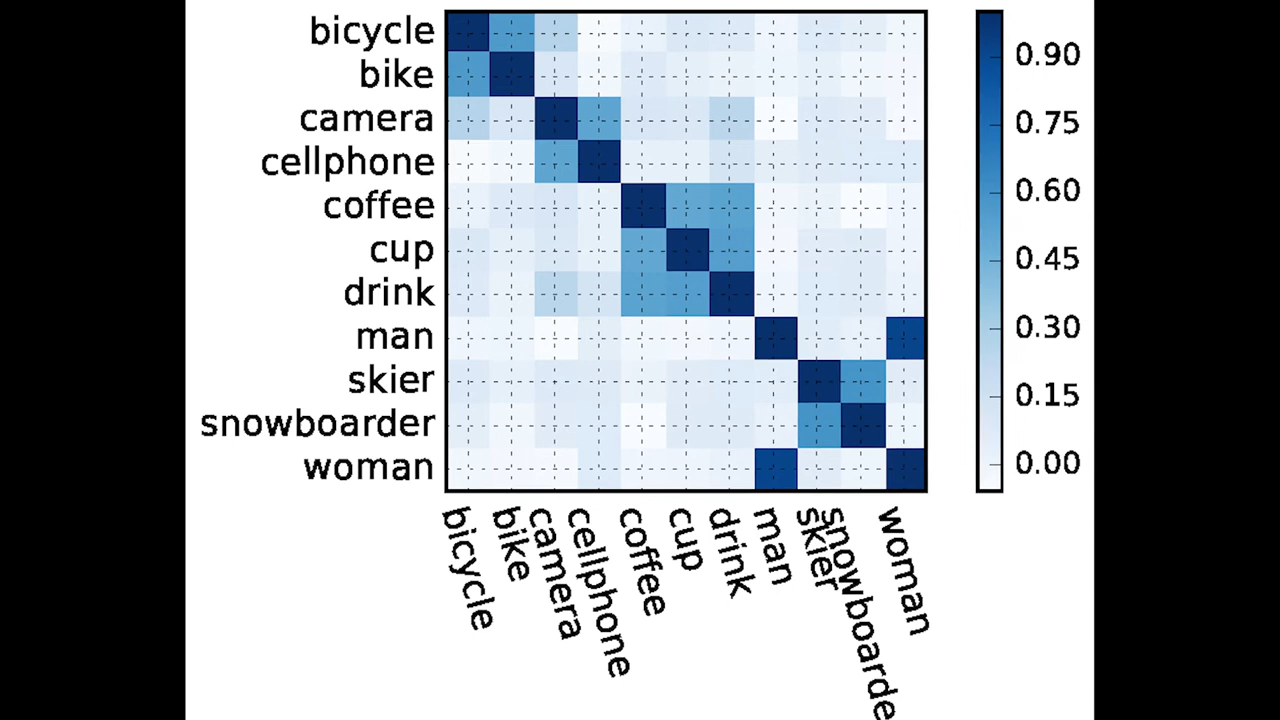 bicycle
bike
camera
cellphone
coffee
cup
drink
man
skier
snowboarder
woman
0.90
0.75
0.60
0.45
0.30
0.15
0.00
bicycle
bike
camera
cellphone
coffee
cup
drink
man
skier
snowboarde
woman